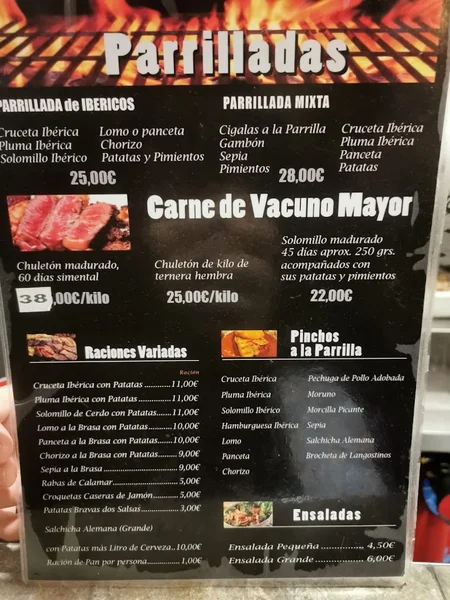 Parrilladas
PARRILLADA de IBERICOS
Cruceta Ibérica
Pluma Ibérica
Solomillo Ibérico
Lomo o panceta
Chorizo
Patatas y Pimientos
25,00€
PARRILLADA MIXTA
Cigalas a la Parrilla
Gambón
Sepia
Pimientos
Cruceta Ibérica
Pluma Ibérica
Panceta
Patatas
28,00€
Carne de Vacuno Mayor
Chuletón madurado,
60 dias simental
38,00€/kilo
Chuletón de kilo de
ternera hembra
25,00€/kilo
Solomillo madurado
45 días aprox. 250 grs.
acompañados con
sus patatas y pimientos
22,00€
Raciones Variadas
Ración
Cruceta Ibérica con Patatas...........11,00€
Pluma Ibérica con Patatas............11,00€
Solomillo de Cerdo con Patatas......11,00€
Lomo a la Brasa con Patatas.........10,00€
Panceta a la Brasa con Patatas......10,00€
Chorizo a la Brasa con Patatas.......9,00€
Sepia a la Brasa..........................9,00€
Rabas de Calamar.......................5,00€
Croquetas Caseras de Jamón........5,00€
Patatas Bravas dos Salsas............3,00€
Salchicha Alemana (Grande)
con Patatas más Litro de Cerveza..10,00€
Ración de Pan por persona..........1,00€
Pinchos
a la Parrilla
Cruceta Ibérica
Pluma Ibérica
Solomillo Ibérico
Hamburguesa Ibérica
Lomo
Panceta
Chorizo
Pechuga de Pollo Adobada
Moruno
Morcilla Picante
Sepia
Salchicha Alemana
Brocheta de Langostinos
Ensaladas
Ensalada Pequeña ................ 4,50€
Ensalada Grande.................. 6,00€